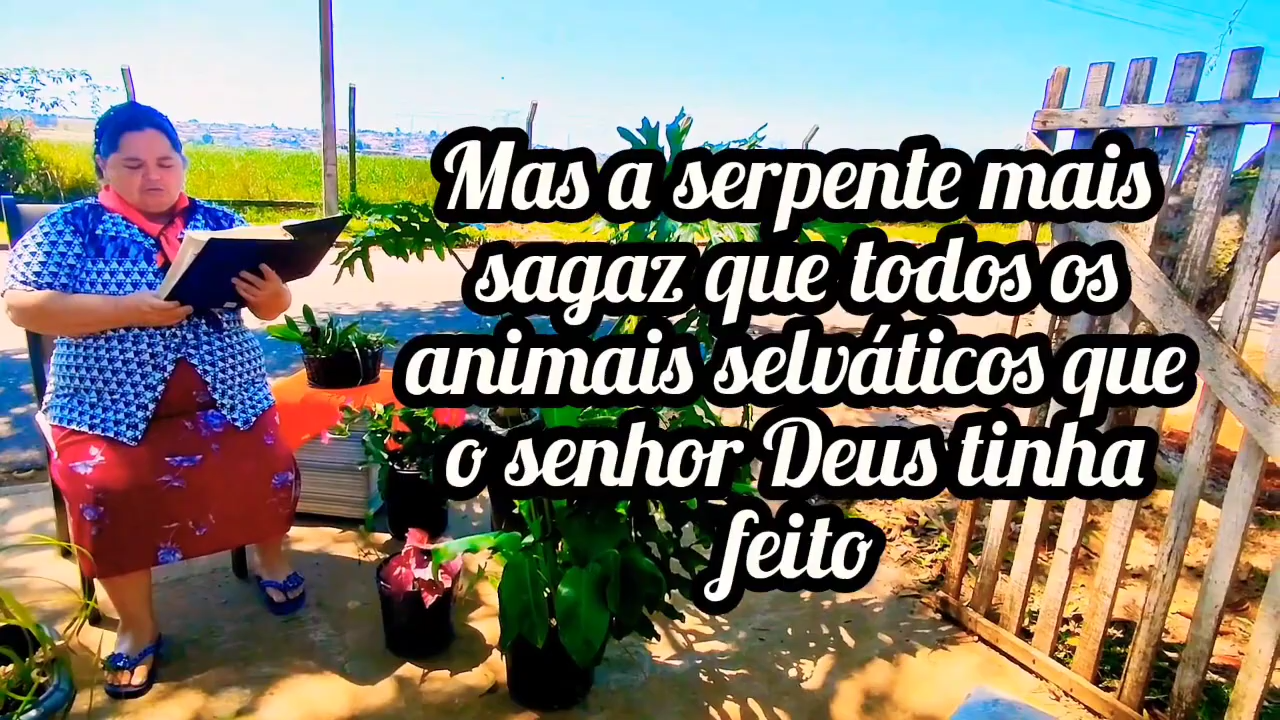 Mas a serpente mais
sagaz que todos os
animais selváticos que
o senhor Deus tinha
feito